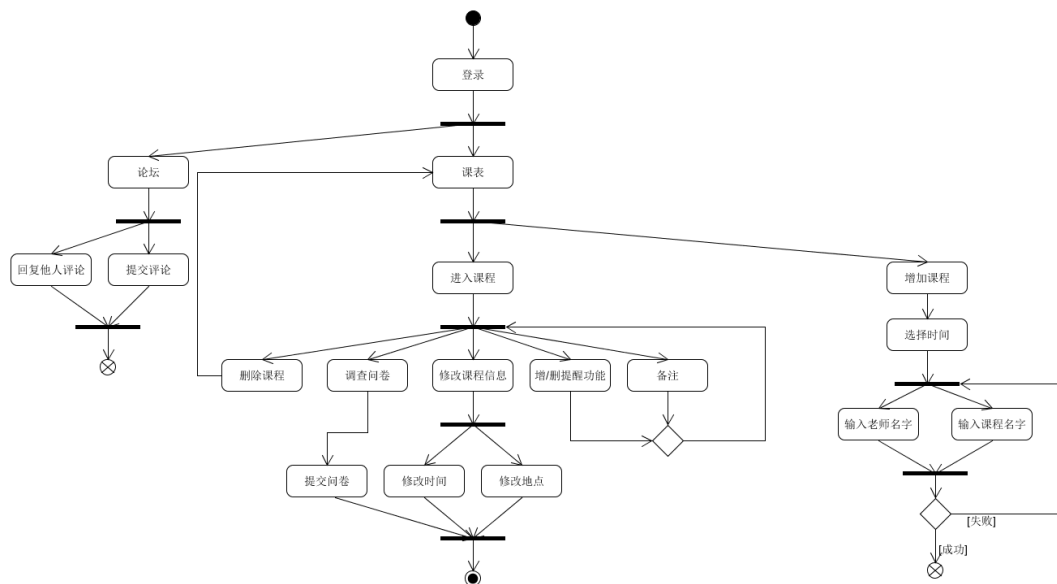 登录
论坛
课表
回复他人评论
提交评论
进入课程
增加课程
选择时间
删除课程
调查问卷
修改课程信息
增/删提醒功能
备注
输入老师名字
输入课程名字
提交问卷
修改时间
修改地点
[失败]
[成功]